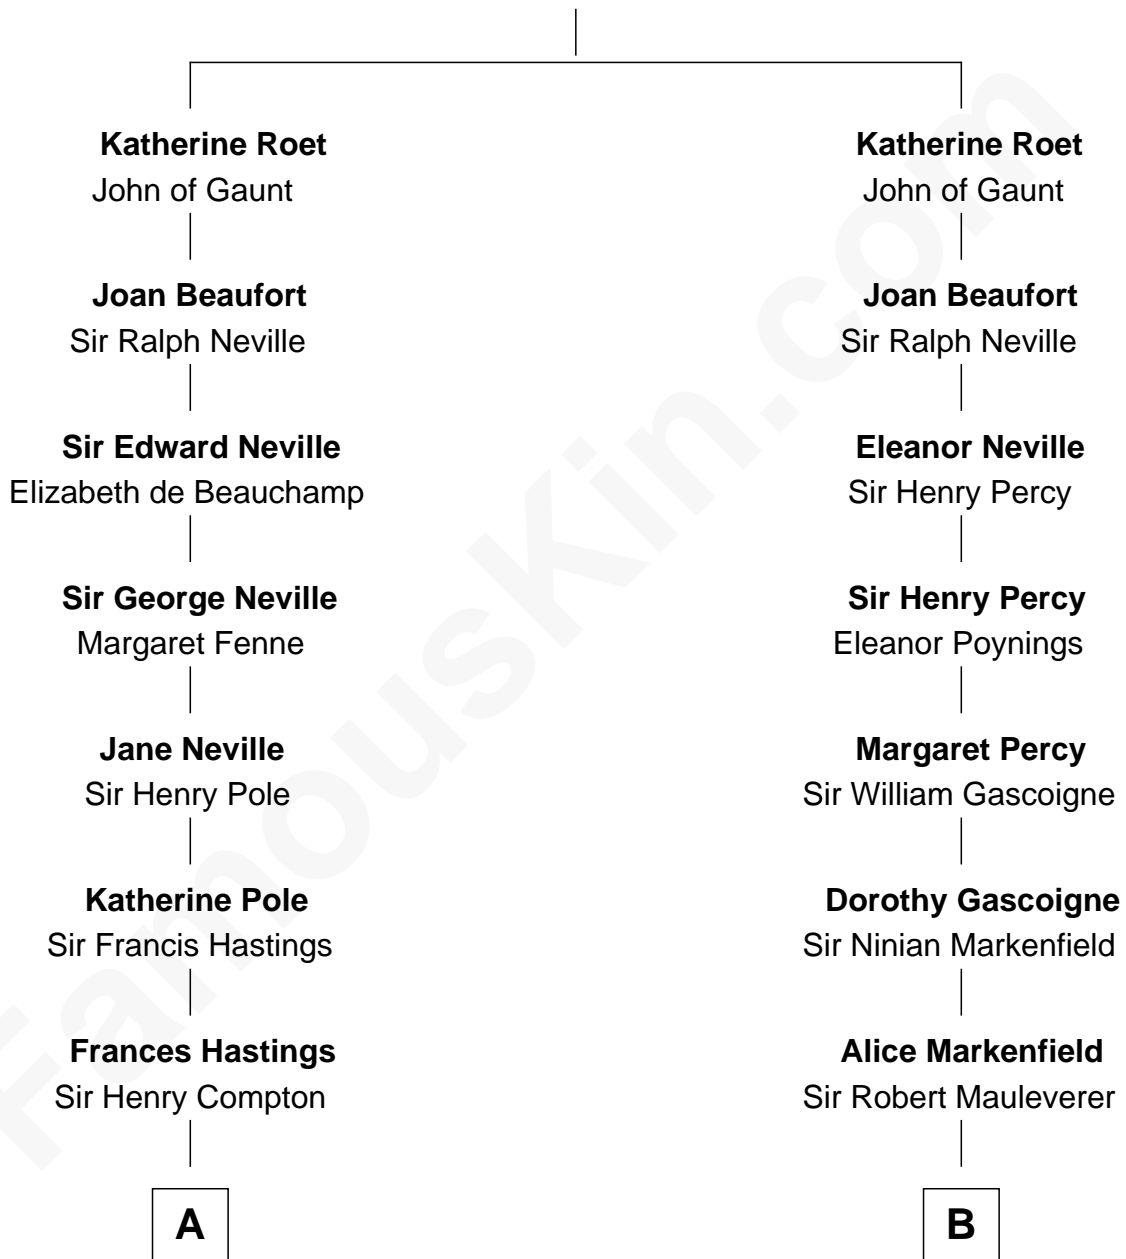 Katherine Roet
John of Gaunt
Joan Beaufort
Sir Ralph Neville
Sir Edward Neville
Elizabeth de Beauchamp
Sir George Neville
Margaret Fenne
Jane Neville
Sir Henry Pole
Katherine Pole
Sir Francis Hastings
Frances Hastings
Sir Henry Compton
A
Katherine Roet
John of Gaunt
Joan Beaufort
Sir Ralph Neville
Eleanor Neville
Sir Henry Percy
Sir Henry Percy
Eleanor Poynings
Margaret Percy
Sir William Gascoigne
Dorothy Gascoigne
Sir Ninian Markenfield
Alice Markenfield
Sir Robert Mauleverer
B
FamousKin.com